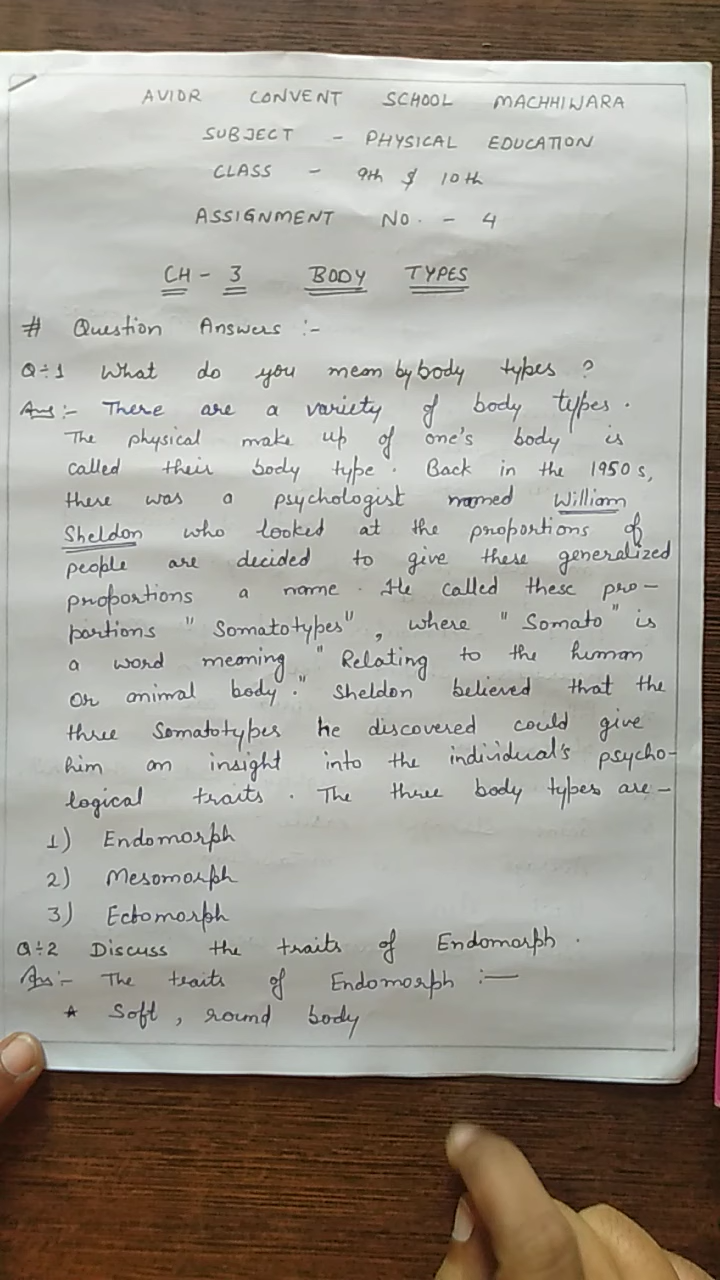 AVIOR CONVENT SCHOOL MACHHIWARA
SUBJECT - PHYSICAL EDUCATION
CLASS - 9th & 10th
ASSIGNMENT NO. - 4
CH - 3 BODY TYPES
# Question Answers :-
Q÷1 What do you mean by body types ?
Ans :- There are a variety of body types .
The physical make up of one's body is
called their body type . Back in the 1950s,
there was a psychologist named William
Sheldon who looked at the proportions of
people are decided to give these generalized
proportions a name . He called these pro-
portions " Somatotypes" , where " Somato " is
a word meaning " Relating to the human
or animal body ." Sheldon believed that the
three Somatotypes he discovered could give
him an insight into the individual's psycho-
logical traits . The three body types are -
1) Endomorph
2) Mesomorph
3) Ectomorph
Q÷2 Discuss the traits of Endomorph .
Ans :- The traits of Endomorph :-
* Soft , round body